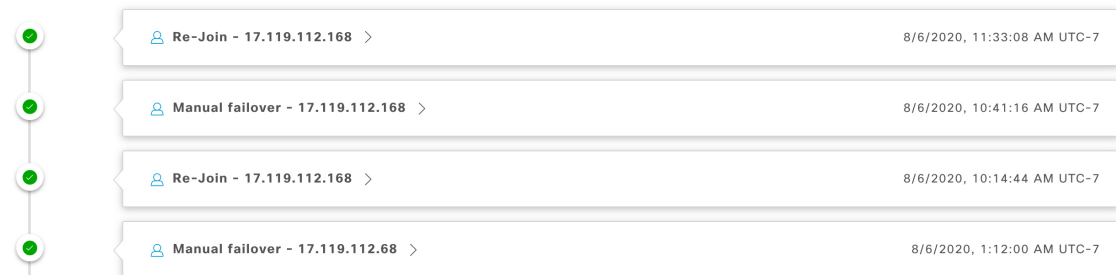 Re-Join - 17.119.112.168 8/6/2020, 11:33:08 AM UTC-7
Manual failover - 17.119.112.168 8/6/2020, 10:41:16 AM UTC-7
Re-Join - 17.119.112.168 8/6/2020, 10:14:44 AM UTC-7
Manual failover - 17.119.112.68 8/6/2020, 1:12:00 AM UTC-7